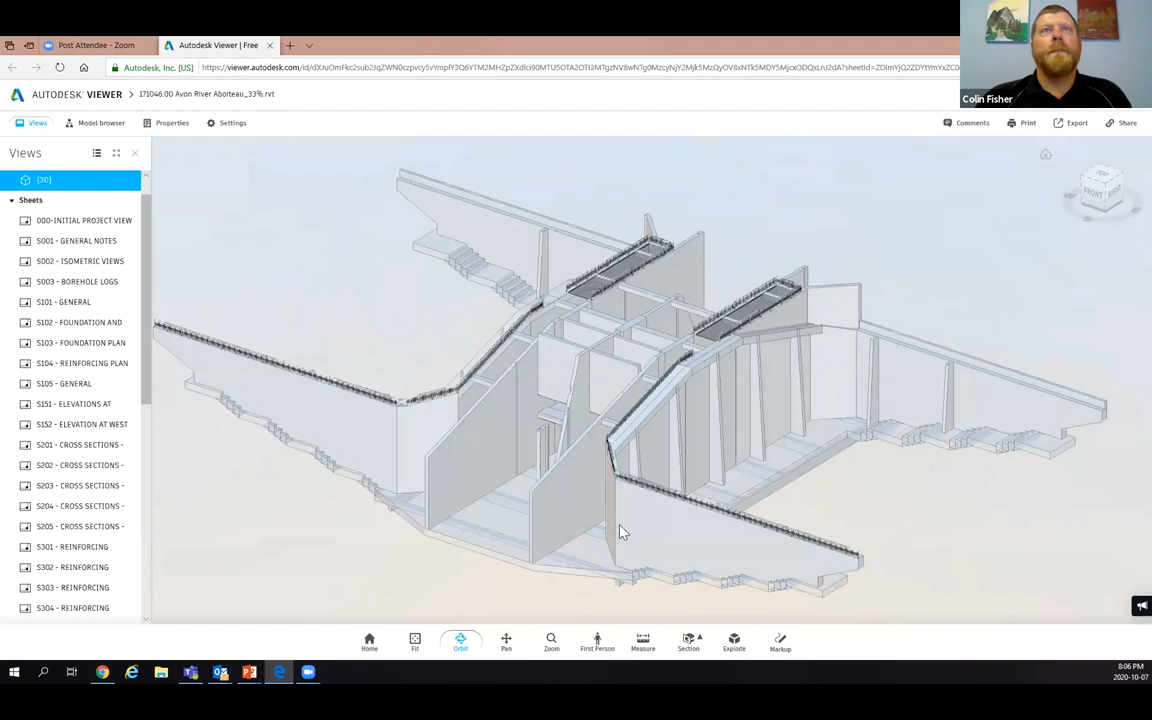 Post Attendee - Zoom
Autodesk Viewer | Free
Autodesk, Inc. [US]
AUTODESK VIEWER > 171046.00 Avon River Aboiteau_33%.rvt
Colin Fisher
Views
Model browser
Properties
Settings
Comments
Print
Export
Share
Views
{3D}
Sheets
000-INITIAL PROJECT VIEW
S001 - GENERAL NOTES
S002 - ISOMETRIC VIEWS
S003 - BOREHOLE LOGS
S101 - GENERAL
S102 - FOUNDATION AND
S103 - FOUNDATION PLAN
S104 - REINFORCING PLAN
S105 - GENERAL
S151 - ELEVATIONS AT
S152 - ELEVATION AT WEST
S201 - CROSS SECTIONS -
S202 - CROSS SECTIONS -
S203 - CROSS SECTIONS -
S204 - CROSS SECTIONS -
S205 - CROSS SECTIONS -
S301 - REINFORCING
S302 - REINFORCING
S303 - REINFORCING
S304 - REINFORCING
TOP
FRONT
RIGHT
Home
Fit
Orbit
Pan
Zoom
First Person
Measure
Section
Explode
Markup
8:06 PM
2020-10-07